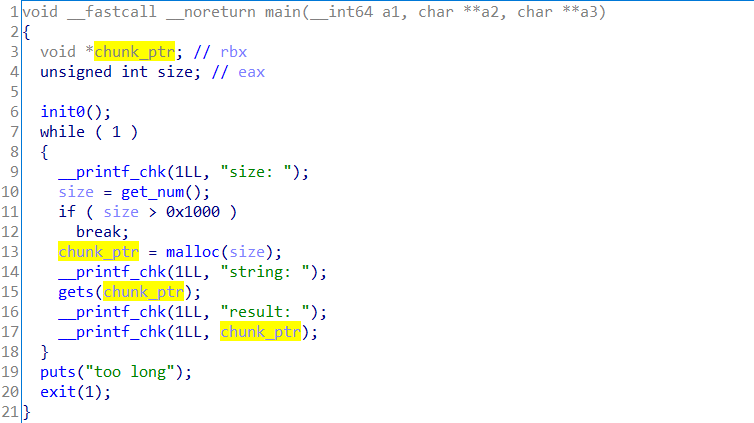 1 void __fastcall __noreturn main(__int64 a1, char **a2, char **a3)
2 {
3   void *chunk_ptr; // rbx
4   unsigned int size; // eax
5
6   init0();
7   while ( 1 )
8   {
9     __printf_chk(1LL, "size: ");
10     size = get_num();
11     if ( size > 0x1000 )
12       break;
13     chunk_ptr = malloc(size);
14     __printf_chk(1LL, "string: ");
15     gets(chunk_ptr);
16     __printf_chk(1LL, "result: ");
17     __printf_chk(1LL, chunk_ptr);
18   }
19   puts("too long");
20   exit(1);
21 }